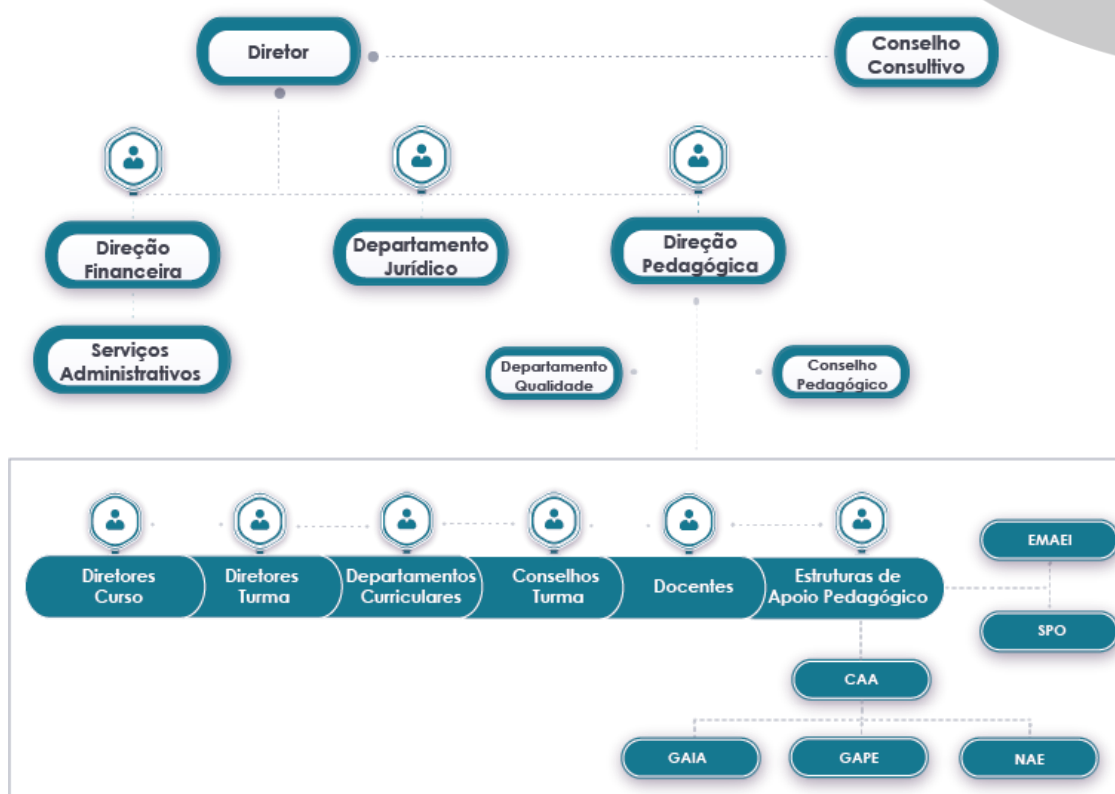 Diretor
Conselho
Consultivo
Direção
Financeira
Departamento
Jurídico
Direção
Pedagógica
Serviços
Administrativos
Departamento
Qualidade
Conselho
Pedagógico
Diretores
Curso
Diretores
Turma
Departamentos
Curriculares
Conselhos
Turma
Docentes
Estruturas de
Apoio Pedagógico
EMAEI
SPO
CAA
GAIA
GAPE
NAE